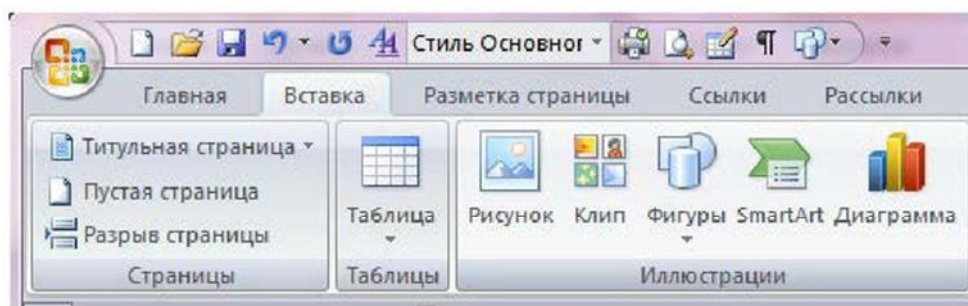 Стиль Основног
Главная Вставка Разметка страницы Ссылки Рассылки
Титульная страница
Пустая страница
Разрыв страницы
Таблица
Рисунок Клип Фигуры SmartArt Диаграмма
Страницы Таблицы Иллюстрации